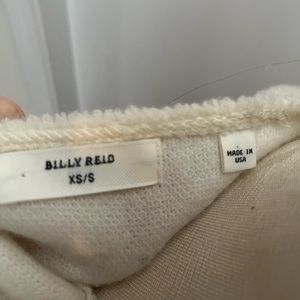 BILLY REID
XS/S
MADE IN
USA